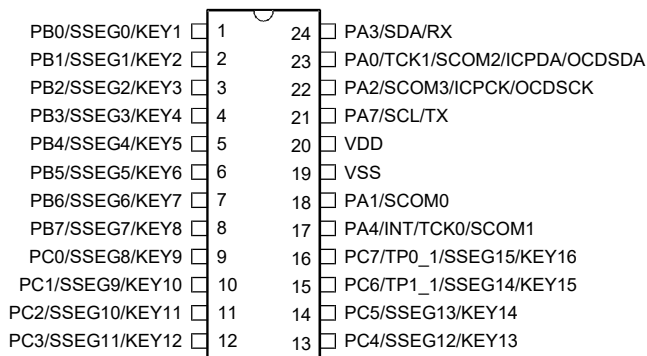 PB0/SSEG0/KEY1 1 24 PA3/SDA/RX
PB1/SSEG1/KEY2 2 23 PA0/TCK1/SCOM2/ICPDA/OCDSDA
PB2/SSEG2/KEY3 3 22 PA2/SCOM3/ICPCK/OCDSCK
PB3/SSEG3/KEY4 4 21 PA7/SCL/TX
PB4/SSEG4/KEY5 5 20 VDD
PB5/SSEG5/KEY6 6 19 VSS
PB6/SSEG6/KEY7 7 18 PA1/SCOM0
PB7/SSEG7/KEY8 8 17 PA4/INT/TCK0/SCOM1
PC0/SSEG8/KEY9 9 16 PC7/TP0_1/SSEG15/KEY16
PC1/SSEG9/KEY10 10 15 PC6/TP1_1/SSEG14/KEY15
PC2/SSEG10/KEY11 11 14 PC5/SSEG13/KEY14
PC3/SSEG11/KEY12 12 13 PC4/SSEG12/KEY13